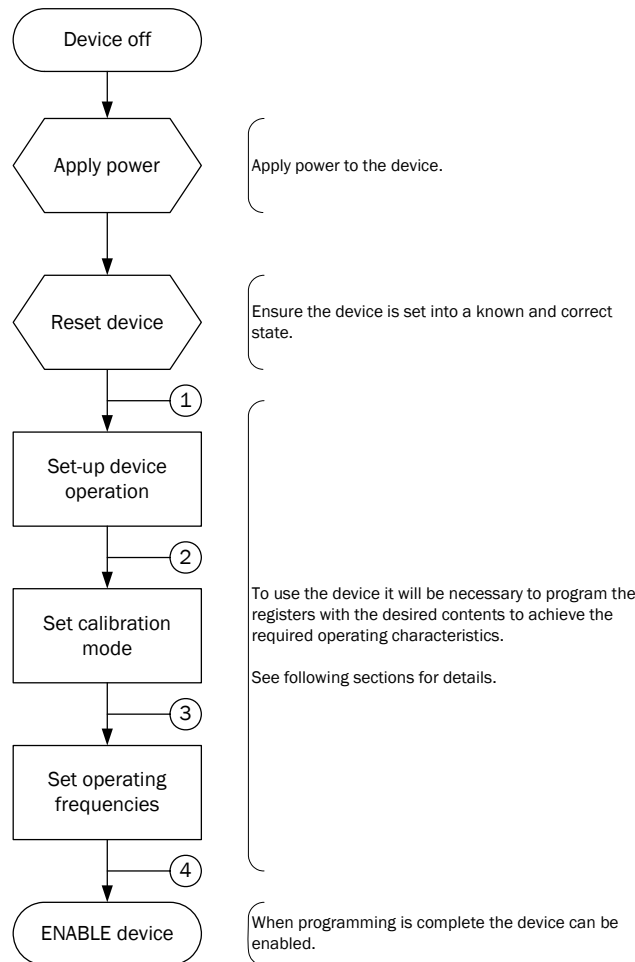 Device off
Apply power
Apply power to the device.
Reset device
Ensure the device is set into a known and correct
state.
1
Set-up device
operation
2
Set calibration
mode
To use the device it will be necessary to program the
registers with the desired contents to achieve the
required operating characteristics.
See following sections for details.
3
Set operating
frequencies
4
ENABLE device
When programming is complete the device can be
enabled.